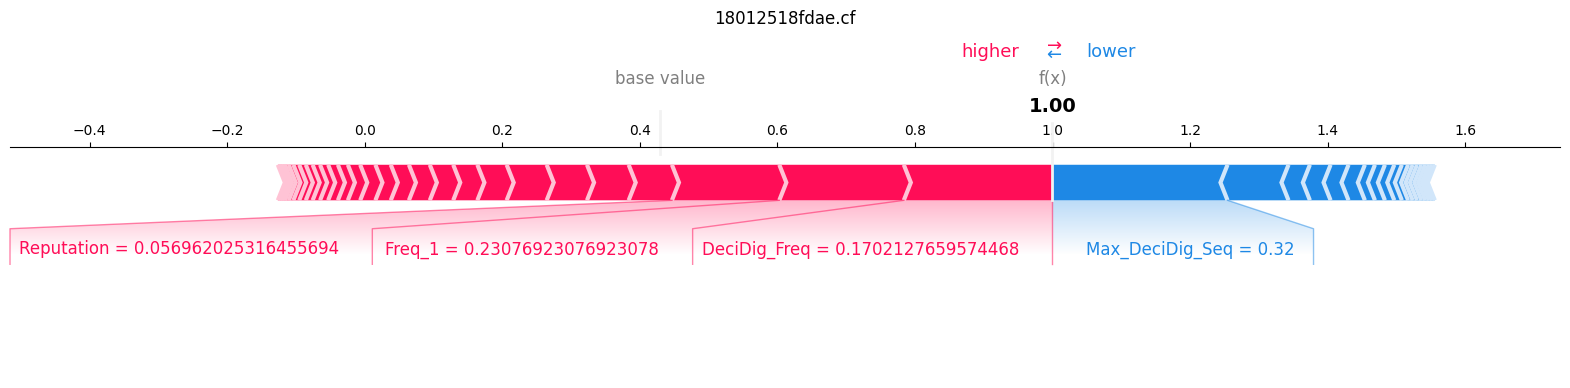 18012518fdae.cf
higher → ← lower
base value f(x)
1.00
−0.4 −0.2 0.0 0.2 0.4 0.6 0.8 1.0 1.2 1.4 1.6
Reputation = 0.056962025316455694 Freq_1 = 0.23076923076923078 DeciDig_Freq = 0.1702127659574468 Max_DeciDig_Seq = 0.32